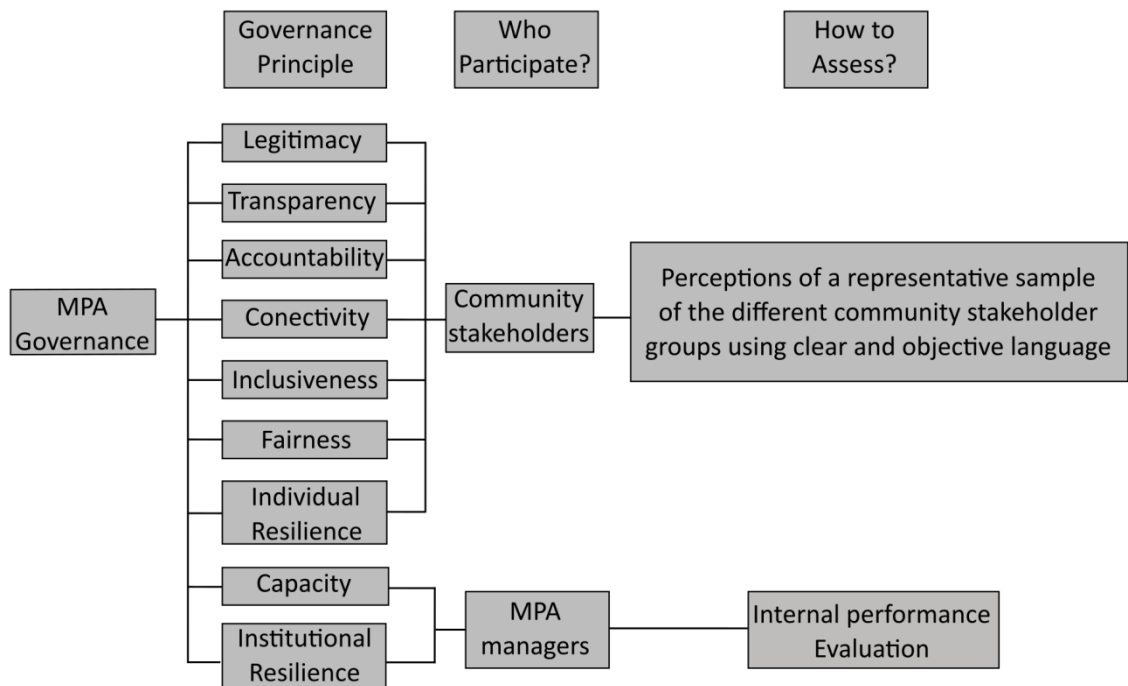 Governance
Principle
Who
Participate?
How to
Assess?
Legitimacy
Transparency
Accountability
MPA
Governance
Conectivity
Community
stakeholders
Perceptions of a representative sample
of the different community stakeholder
groups using clear and objective language
Inclusiveness
Fairness
Individual
Resilience
Capacity
Institutional
Resilience
MPA
managers
Internal performance
Evaluation